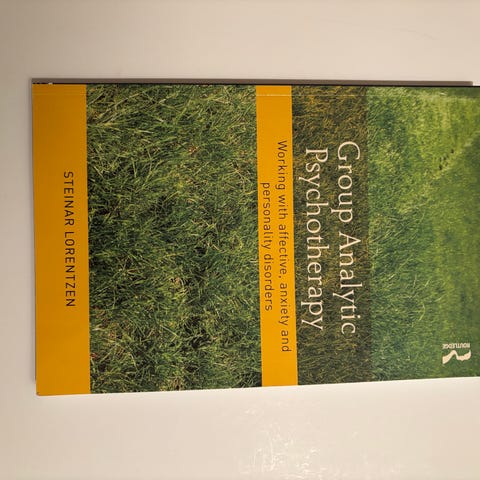 ROUTLEDGE
Group Analytic
Psychotherapy
Working with affective, anxiety and
personality disorders
STEINAR LORENTZEN